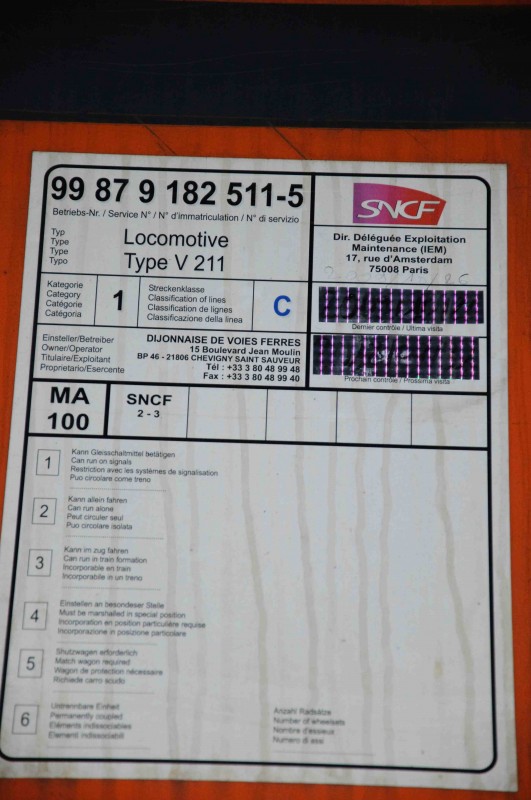 99 87 9 182 511-5
Betriebs-Nr. / Service N° / N° d'immatriculation / N° di servizio
Typ
Type
Type
Tipo
Locomotive
Type V 211
SNCF
Dir. Déléguée Exploitation
Maintenance (IEM)
17, rue d'Amsterdam
75008 Paris
Kategorie
Category
Catégorie
Categoria
1
Streckenklasse
Classification of lines
Classification de lignes
Classificazione della linea
C
Dernier contrôle / Ultima visita
Einsteller/Betreiber
Owner/Operator
Titulaire/Exploitant
Proprietario/Esercente
DIJONNAISE DE VOIES FERRES
15 Boulevard Jean Moulin
BP 46 - 21806 CHEVIGNY SAINT SAUVEUR
Tél : +33 3 80 48 99 48
Fax : +33 3 80 48 99 40
Prochain contrôle / Prossima visita
MA
100
SNCF
2 - 3
1
Kann Gleisschaltmittel betätigen
Can run on signals
Restriction avec les systèmes de signalisation
Puo circolare come treno
2
Kann allein fahren
Can run alone
Peut circuler seul
Puo circolare isolata
3
Kann im zug fahren
Can run in train formation
Incorporable en train
Incorporabile in un treno
4
Einstellen an besondeser Stelle
Must be marshalled in special position
Incorporation en position particulière requise
Incorporazione in posizione particolare
5
Shutzwagen erforderlich
Match wagon required
Wagon de protection nécessaire
Richiede carro scudo
6
Ustrennbare Einheit
Permanently coupled
Eléments indissociables
Elementi indissociabili
Anzahl Radsätze
Number of wheelsets
Nombre d'essieux
Numero di assi